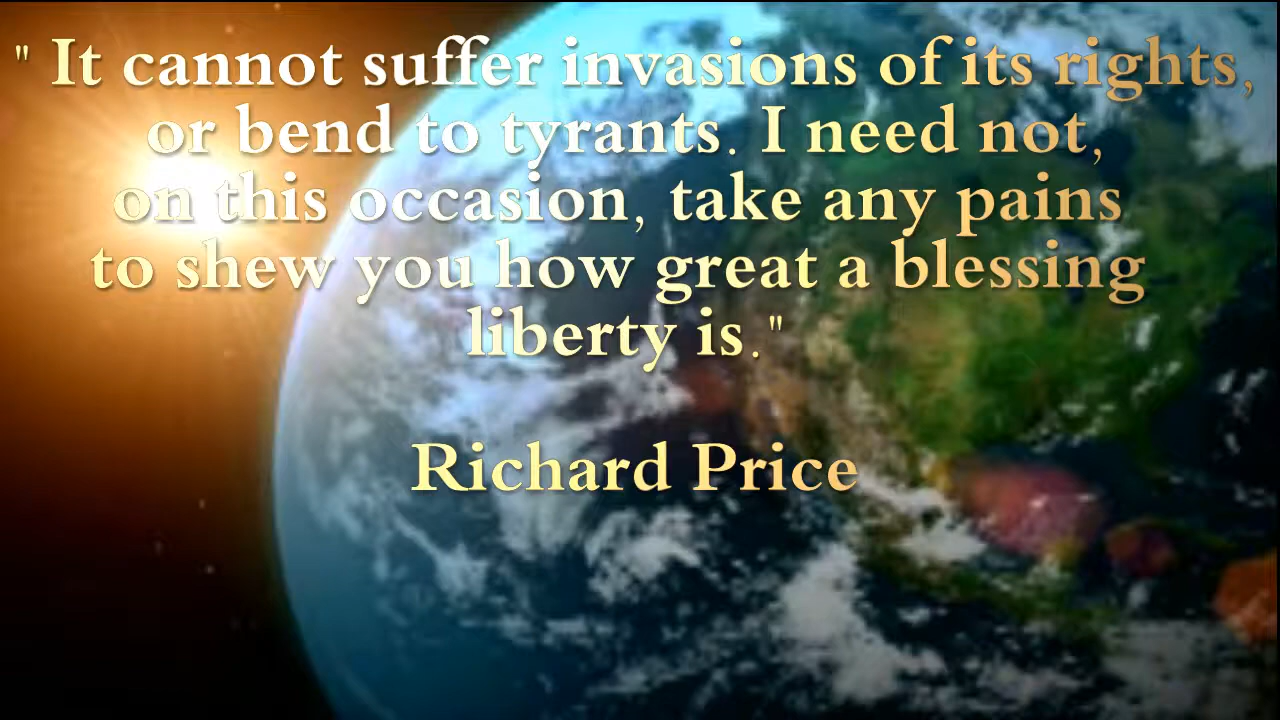 " It cannot suffer invasions of its rights,
or bend to tyrants. I need not,
on this occasion, take any pains
to shew you how great a blessing
liberty is."
Richard Price